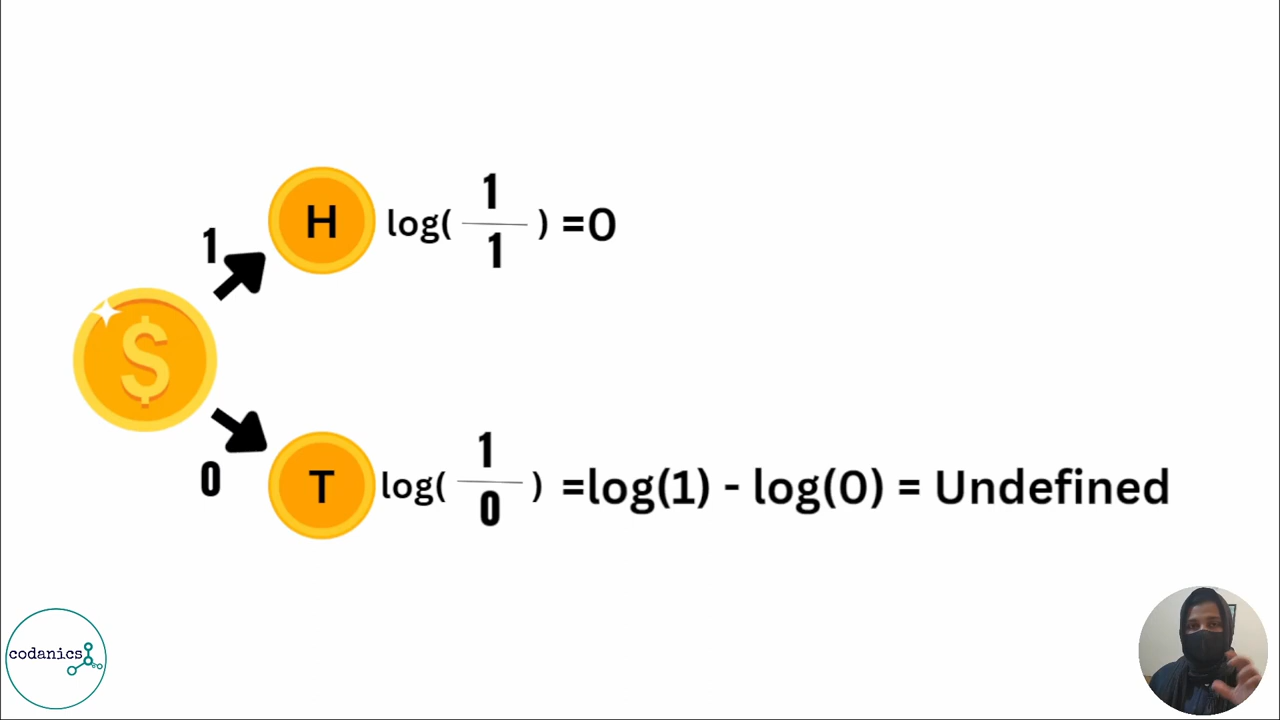 1
H log( 1/1 ) =0
$
0
T log( 1/0 ) =log(1) - log(0) = Undefined
codanics